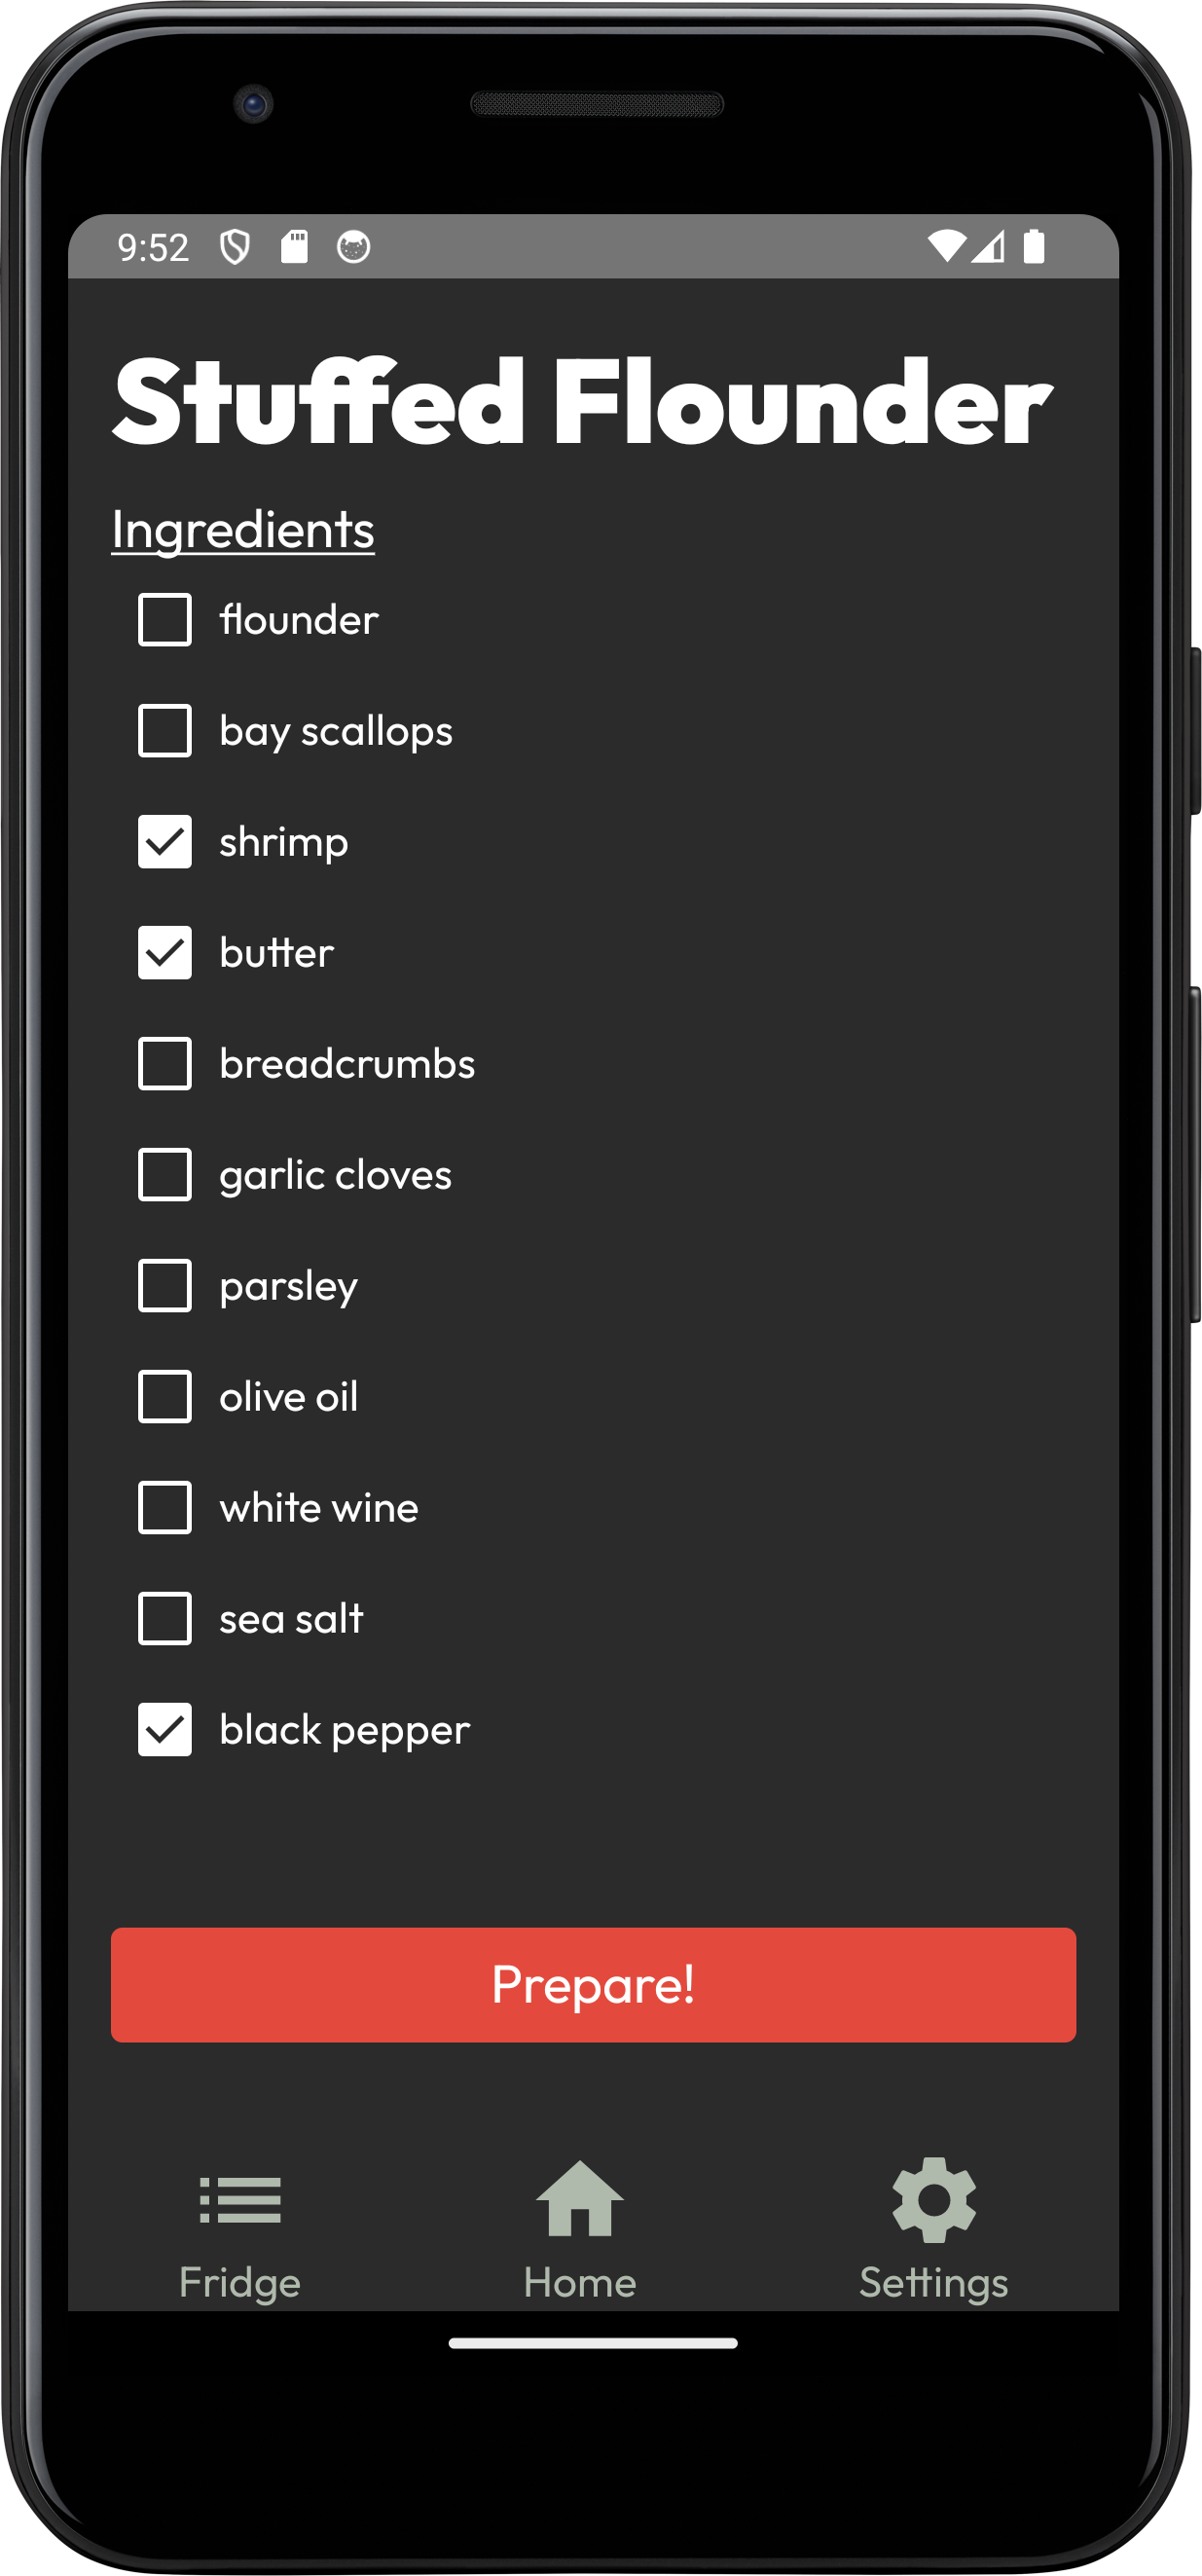 9:52
Stuffed Flounder
Ingredients
flounder
bay scallops
shrimp
butter
breadcrumbs
garlic cloves
parsley
olive oil
white wine
sea salt
black pepper
Prepare!
Fridge Home Settings